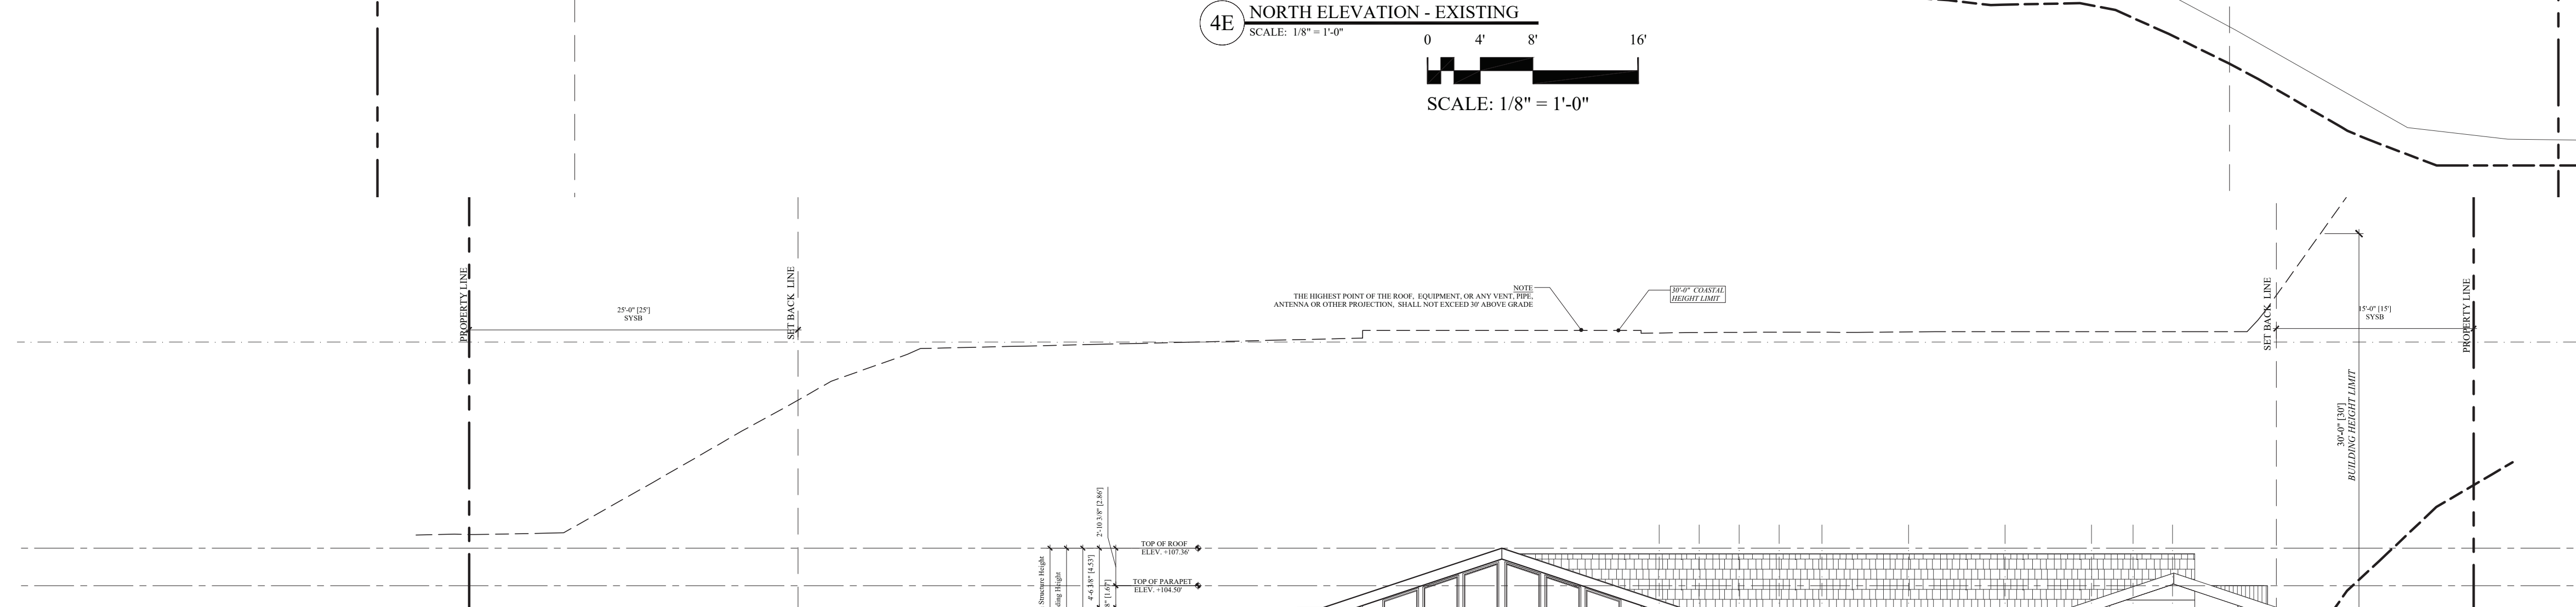 4E
NORTH ELEVATION - EXISTING
SCALE: 1/8" = 1'-0"
0 4' 8' 16'
SCALE: 1/8" = 1'-0"
PROPERTY LINE
25'-0" [25']
SYSB
SET BACK LINE
NOTE
THE HIGHEST POINT OF THE ROOF, EQUIPMENT, OR ANY VENT, PIPE,
ANTENNA OR OTHER PROJECTION, SHALL NOT EXCEED 30' ABOVE GRADE
30'-0" COASTAL
HEIGHT LIMIT
SET BACK LINE
15'-0" [15']
SYSB
PROPERTY LINE
30'-0" [30']
BUILDING HEIGHT LIMIT
Structure Height
4'-6 3/8" [4.53']
2'-10 3/8" [2.86']
8" [1.67']
TOP OF ROOF
ELEV. +107.36'
TOP OF PARAPET
ELEV. +104.50'